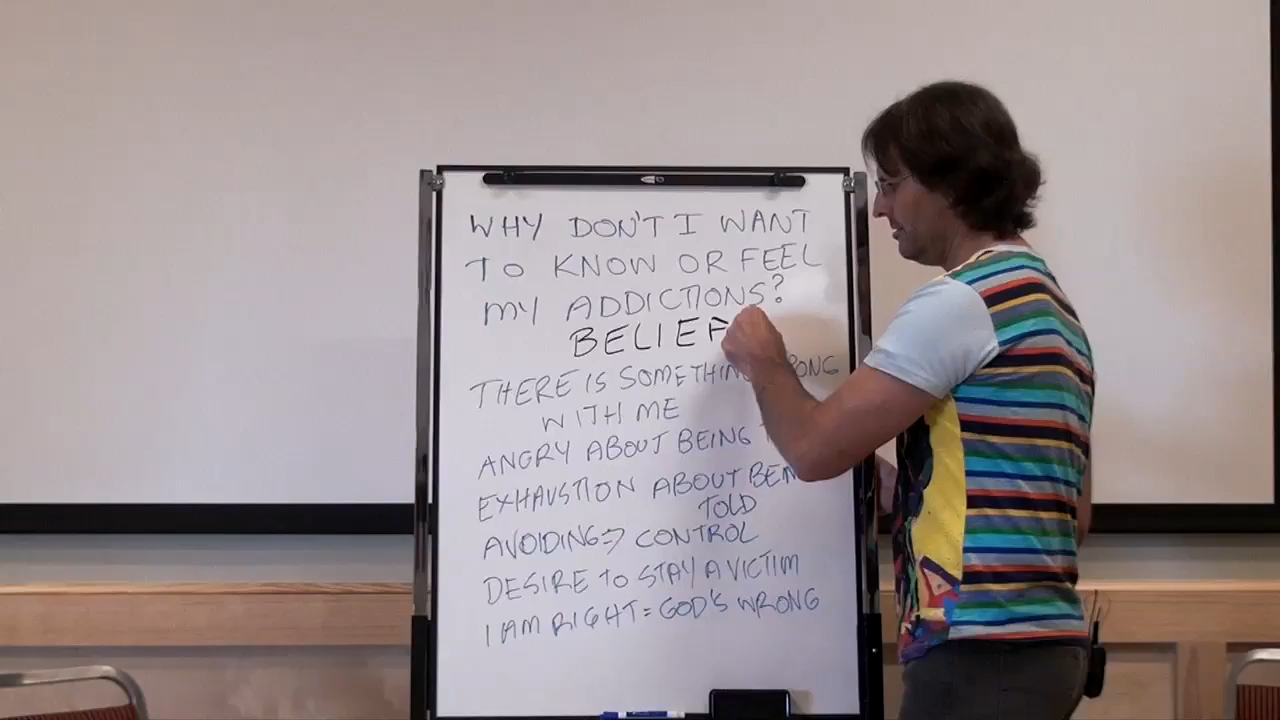 WHY DON'T I WANT
TO KNOW OR FEEL
MY ADDICTIONS?
BELIEF
THERE IS SOMETHING
WITH ME
ANGRY ABOUT BEING
EXHAUSTION ABOUT
TOLD
AVOIDING => CONTROL
DESIRE TO STAY A VICTIM
I AM RIGHT = GOD'S WRONG